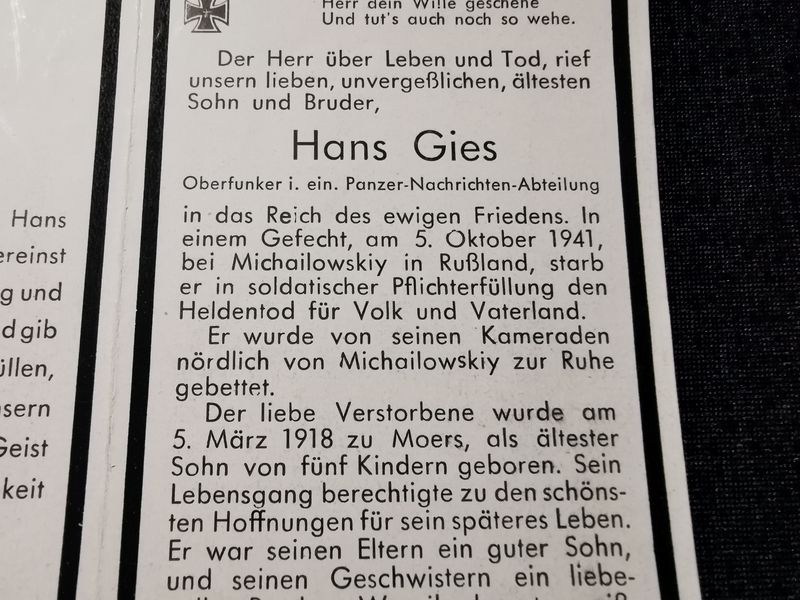 Herr dein Wille geschehe
Und tut's auch noch so wehe.
Der Herr über Leben und Tod, rief
unsern lieben, unvergeßlichen, ältesten
Sohn und Bruder,
Hans Gies
Oberfunker i. ein. Panzer-Nachrichten-Abteilung
in das Reich des ewigen Friedens. In
einem Gefecht, am 5. Oktober 1941,
bei Michailowskiy in Rußland, starb
er in soldatischer Pflichterfüllung den
Heldentod für Volk und Vaterland.
Er wurde von seinen Kameraden
nördlich von Michailowskiy zur Ruhe
gebettet.
Der liebe Verstorbene wurde am
5. März 1918 zu Moers, als ältester
Sohn von fünf Kindern geboren. Sein
Lebensgang berechtigte zu den schöns-
ten Hoffnungen für sein späteres Leben.
Er war seinen Eltern ein guter Sohn,
und seinen Geschwistern ein liebe-
Hans
ereinst
g und
d gib
üllen,
nsern
Geist
keit